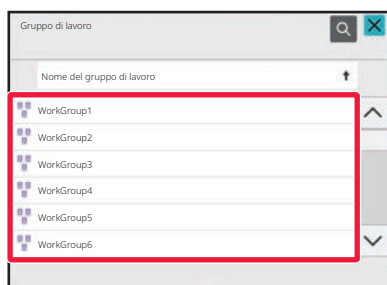 Gruppo di lavoro
Nome del gruppo di lavoro
WorkGroup1
WorkGroup2
WorkGroup3
WorkGroup4
WorkGroup5
WorkGroup6